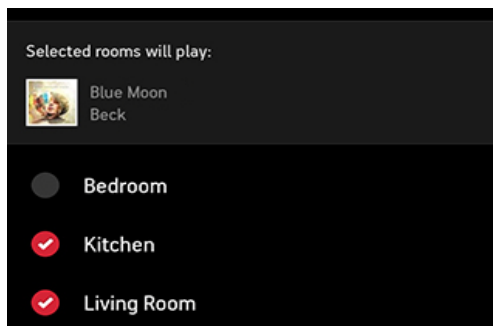 Selected rooms will play:
Blue Moon
Beck
Bedroom
Kitchen
Living Room